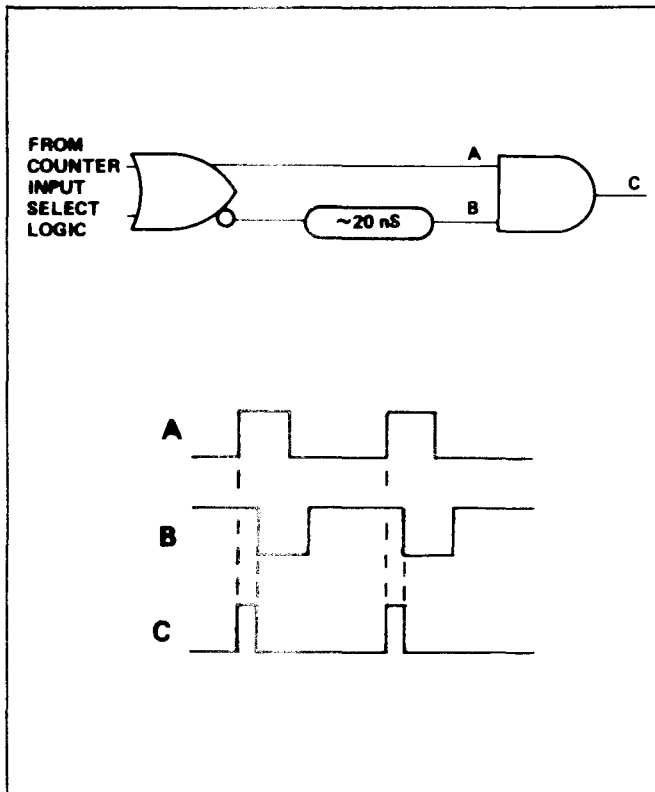 FROM
COUNTER
INPUT
SELECT
LOGIC
A
C
~20 nS
B
A
B
C